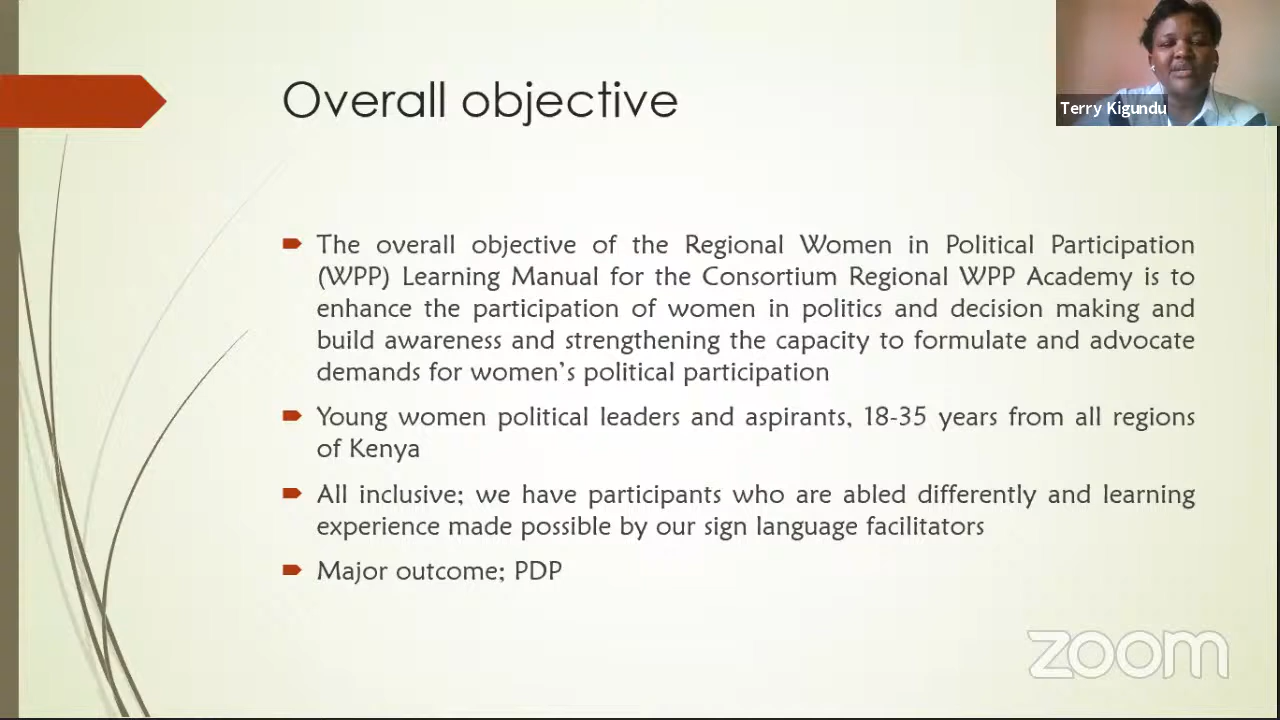 Overall objective
Terry Kigundu
The overall objective of the Regional Women in Political Participation
(WPP) Learning Manual for the Consortium Regional WPP Academy is to
enhance the participation of women in politics and decision making and
build awareness and strengthening the capacity to formulate and advocate
demands for women's political participation
Young women political leaders and aspirants, 18-35 years from all regions
of Kenya
All inclusive; we have participants who are abled differently and learning
experience made possible by our sign language facilitators
Major outcome; PDP
zoom